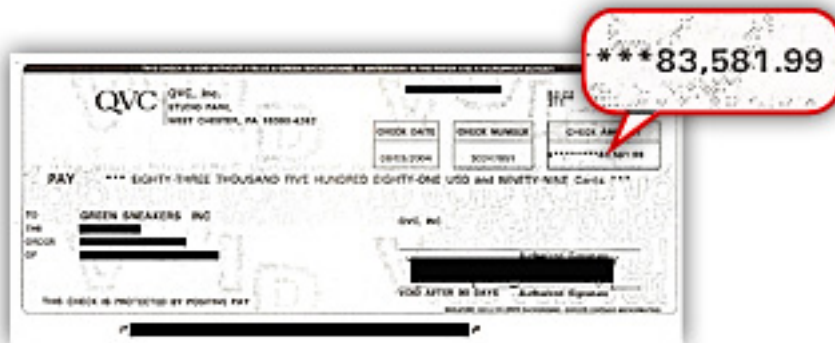 ***83,581.99
QVC QVC, Inc.
STUDIO PARK,
WEST CHESTER, PA
CHECK DATE CHECK NUMBER CHECK AMOUNT
PAY *** EIGHTY-THREE THOUSAND FIVE HUNDRED EIGHTY-ONE USD and NINETY-NINE Cents ***
TO GREEN SNEAKERS INC
THE
ORDER
OF
QVC, INC
Authorized Signature
VOID AFTER 90 DAYS Authorized Signature
THIS CHECK IS PROTECTED BY POSITIVE PAY